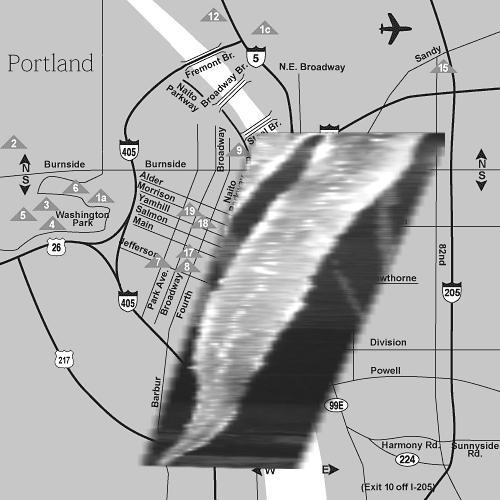 12
1c
Portland
Fremont Br.
5
Sandy
15
Broadway Br.
N.E. Broadway
Naito
Parkway
405
Broadway
9
2
N
S
Burnside
Burnside
N
S
Alder
Morrison
Yamhill
Salmon
Main
Naito
6
1a
3
5
4
Washington
Park
19
18
26
Jefferson
7
17
8
82nd
Park Ave.
Broadway
Fourth
405
205
217
Division
Powell
Barbur
99E
Harmony Rd.
Sunnyside
Rd.
224
W
E
(Exit 10 off I-205)